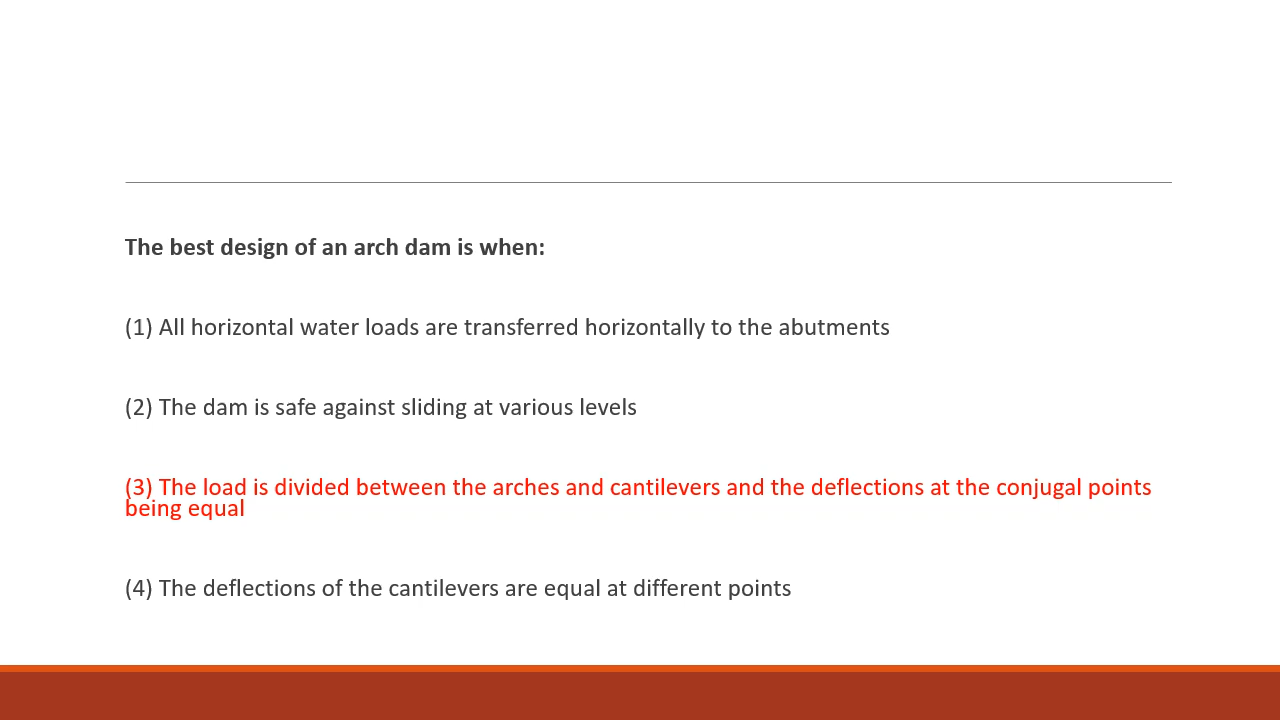 The best design of an arch dam is when:
(1) All horizontal water loads are transferred horizontally to the abutments
(2) The dam is safe against sliding at various levels
(3) The load is divided between the arches and cantilevers and the deflections at the conjugal points
being equal
(4) The deflections of the cantilevers are equal at different points